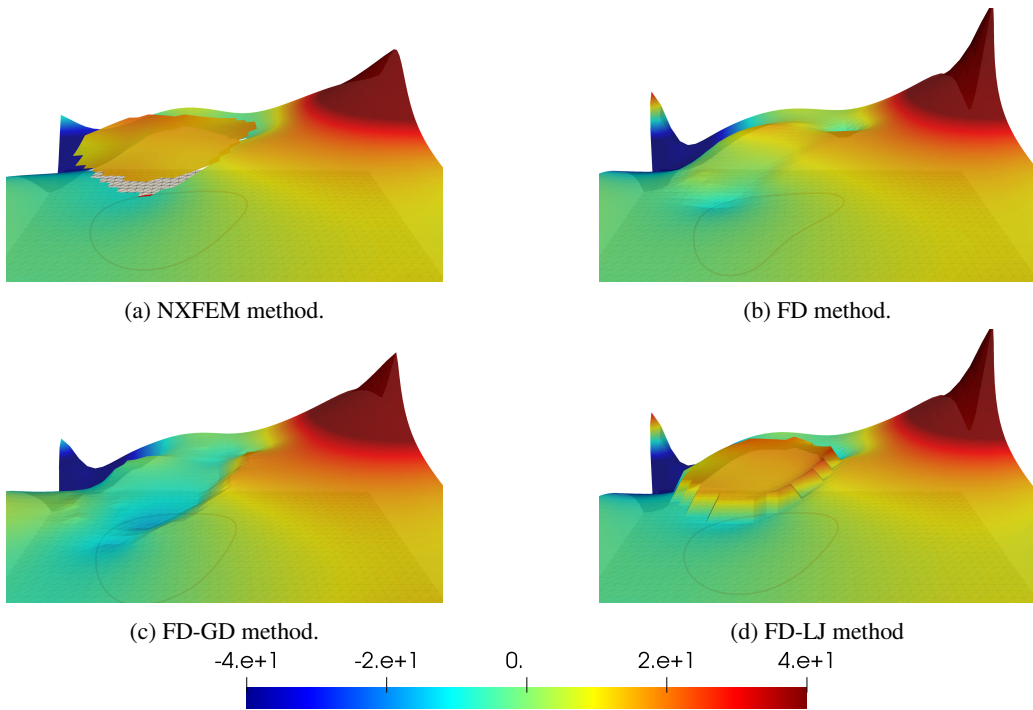 (a) NXFEM method.
(b) FD method.
(c) FD-GD method.
(d) FD-LJ method
-4.e+1 -2.e+1 0. 2.e+1 4.e+1